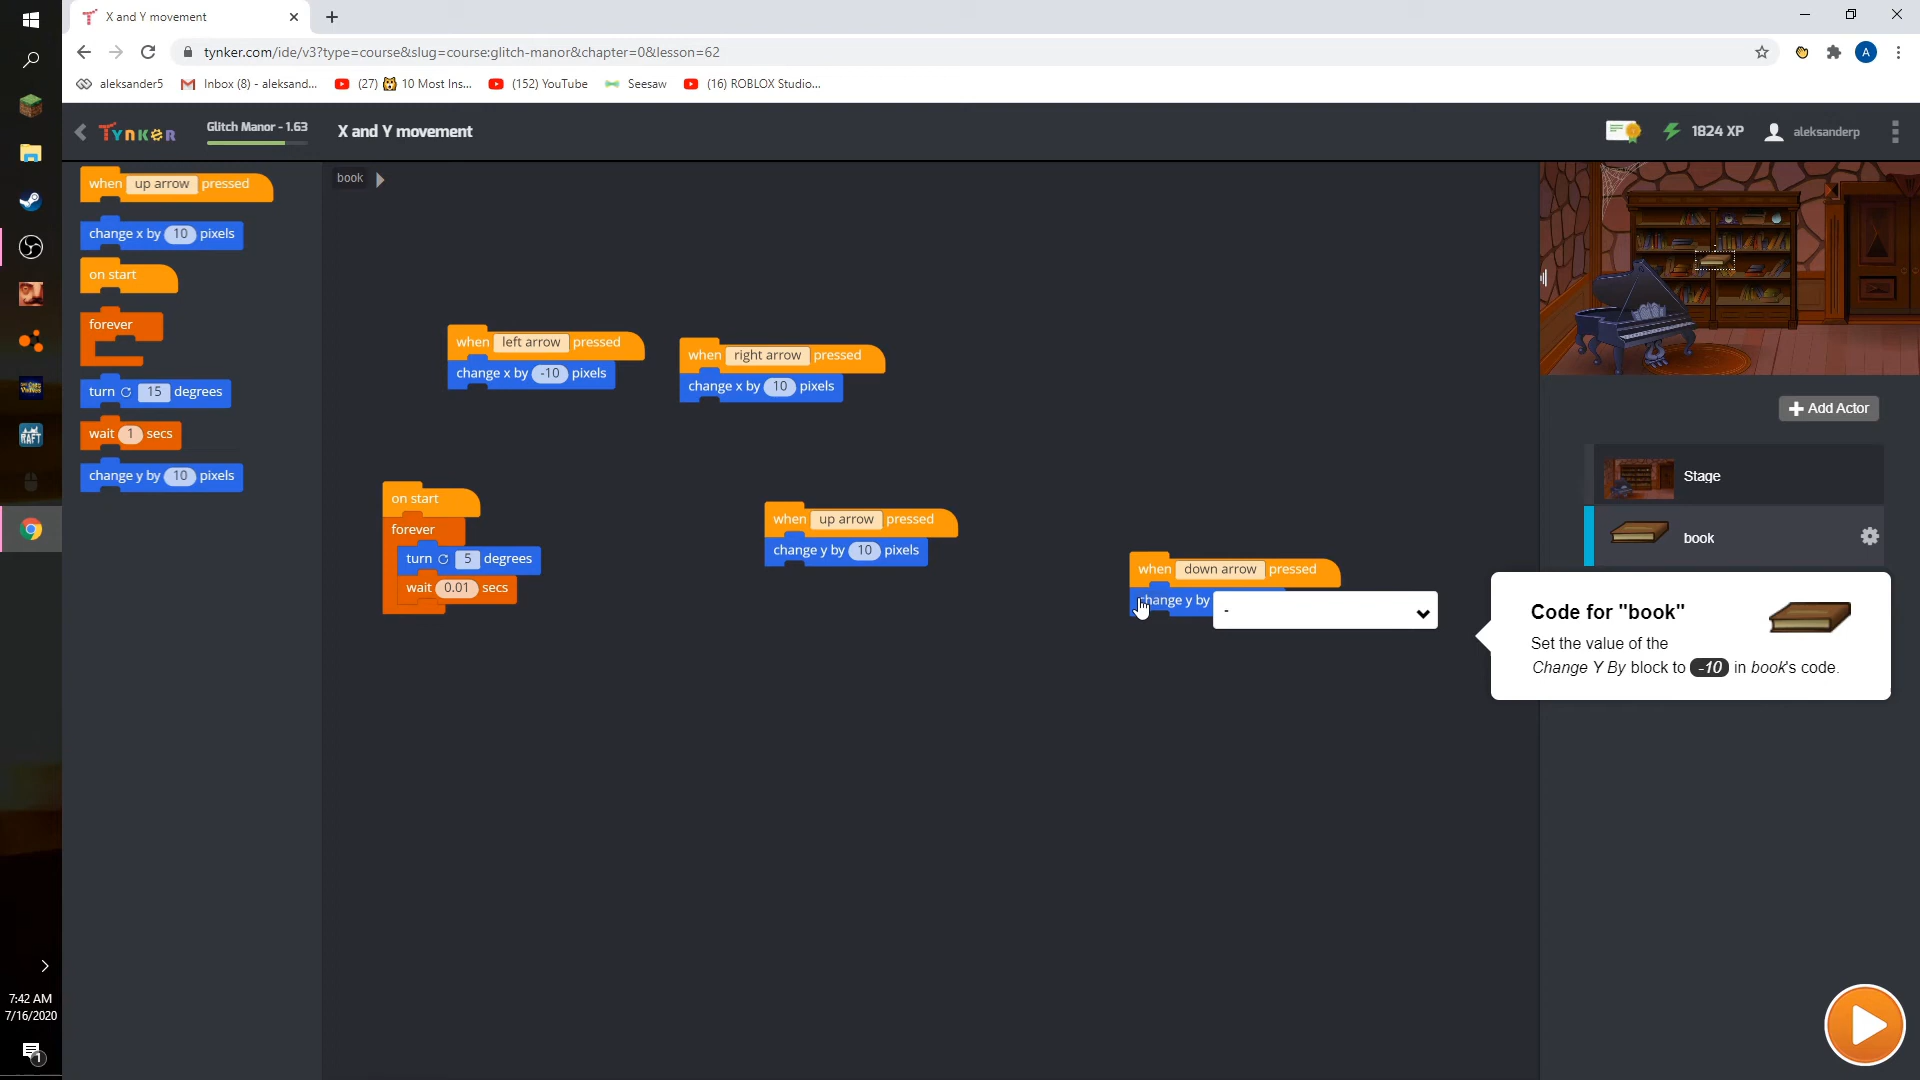 X and Y movement
tynker.com/ide/v3?type=course&slug=course:glitch-manor&chapter=0&lesson=62
A
aleksander5
Inbox (8) - aleksand...
(27) 10 Most Ins...
(152) YouTube
Seesaw
(16) ROBLOX Studio...
TYNKER
Glitch Manor - 1.63
X and Y movement
1824 XP
aleksanderp
when up arrow pressed
change x by 10 pixels
on start
forever
turn 15 degrees
wait 1 secs
change y by 10 pixels
book
when left arrow pressed
change x by -10 pixels
when right arrow pressed
change x by 10 pixels
on start
forever
turn 5 degrees
wait 0.01 secs
when up arrow pressed
change y by 10 pixels
when down arrow pressed
change y by -
Add Actor
Stage
book
Code for "book"
Set the value of the
Change Y By block to -10 in book's code.
RAFT
7:42 AM
7/16/2020
1